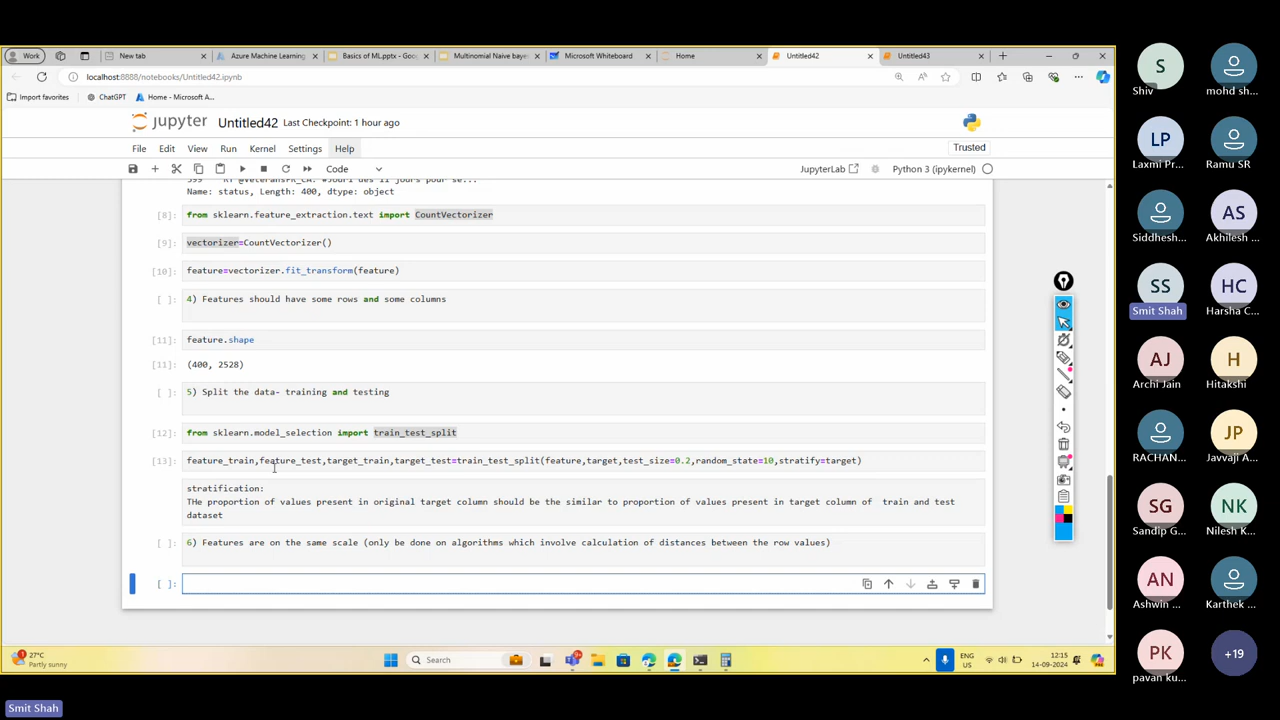 Work
New tab
Azure Machine Learning
Basics of ML.pptx - Goo
Multinomial Naive baye
Microsoft Whiteboard
Home
Untitled42
Untitled43
localhost:8888/notebooks/Untitled42.ipynb
Import favorites
ChatGPT
Home - Microsoft A...
jupyter
Untitled42 Last Checkpoint: 1 hour ago
File Edit View Run Kernel Settings Help
Trusted
Code
JupyterLab
Python 3 (ipykernel)
Name: status, Length: 400, dtype: object
[8]: from sklearn.feature_extraction.text import CountVectorizer
[9]: vectorizer=CountVectorizer()
[10]: feature=vectorizer.fit_transform(feature)
[ ]: 4) Features should have some rows and some columns
[11]: feature.shape
[11]: (400, 2528)
[ ]: 5) Split the data- training and testing
[12]: from sklearn.model_selection import train_test_split
[13]: feature_train,feature_test,target_train,target_test=train_test_split(feature,target,test_size=0.2,random_state=10,stratify=target)
stratification:
THe proportion of values present in original target column should be the similar to proportion of values present in target column of train and test
dataset
[ ]: 6) Features are on the same scale (only be done on algorithms which involve calculation of distances between the row values)
[ ]:
27°C
Partly sunny
Search
ENG
US
12:15
14-09-2024
S
Shiv
mohd sh...
LP
Laxmi Pr...
Ramu SR
Siddhesh...
AS
Akhilesh ...
SS
Smit Shah
HC
Harsha C...
AJ
Archi Jain
H
Hitakshi
RACHAN...
JP
Javvaji A...
SG
Sandip G...
NK
Nilesh K...
AN
Ashwin ...
Karthek ...
PK
pavan ku...
+19
Smit Shah